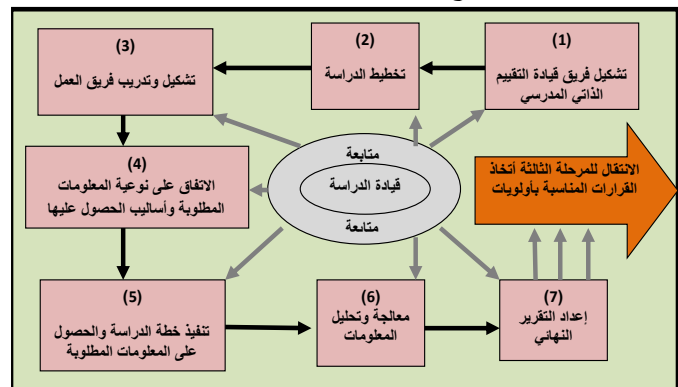 (1)
تشكيل فريق قيادة التقييم
الذاتي المدرسي
(2)
تخطيط الدراسة
(3)
تشكيل وتدريب فريق العمل
(4)
الاتفاق على نوعية المعلومات
المطلوبة وأساليب الحصول عليها
متابعة
قيادة الدراسة
متابعة
الانتقال للمرحلة الثالثة أتخاذ
القرارات المناسبة بأولويات
(5)
تنفيذ خطة الدراسة والحصول
على المعلومات المطلوبة
(6)
معالجة وتحليل
المعلومات
(7)
إعداد التقرير
النهائي